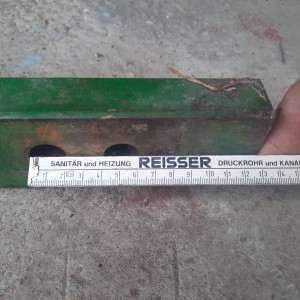 SANITÄR und HEIZUNG REISSER DRUCKROHR und KANA
1 2 3 4 5 6 7 8 9 10 11 12 13 14 15